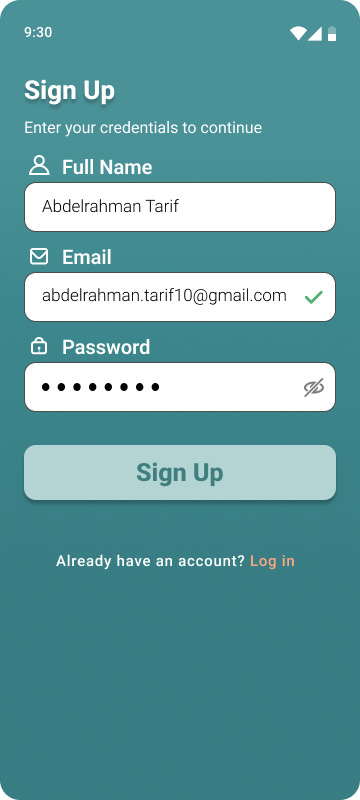 9:30
Sign Up
Enter your credentials to continue
Full Name
Abdelrahman Tarif
Email
abdelrahman.tarif10@gmail.com
Password
Sign Up
Already have an account? Log in